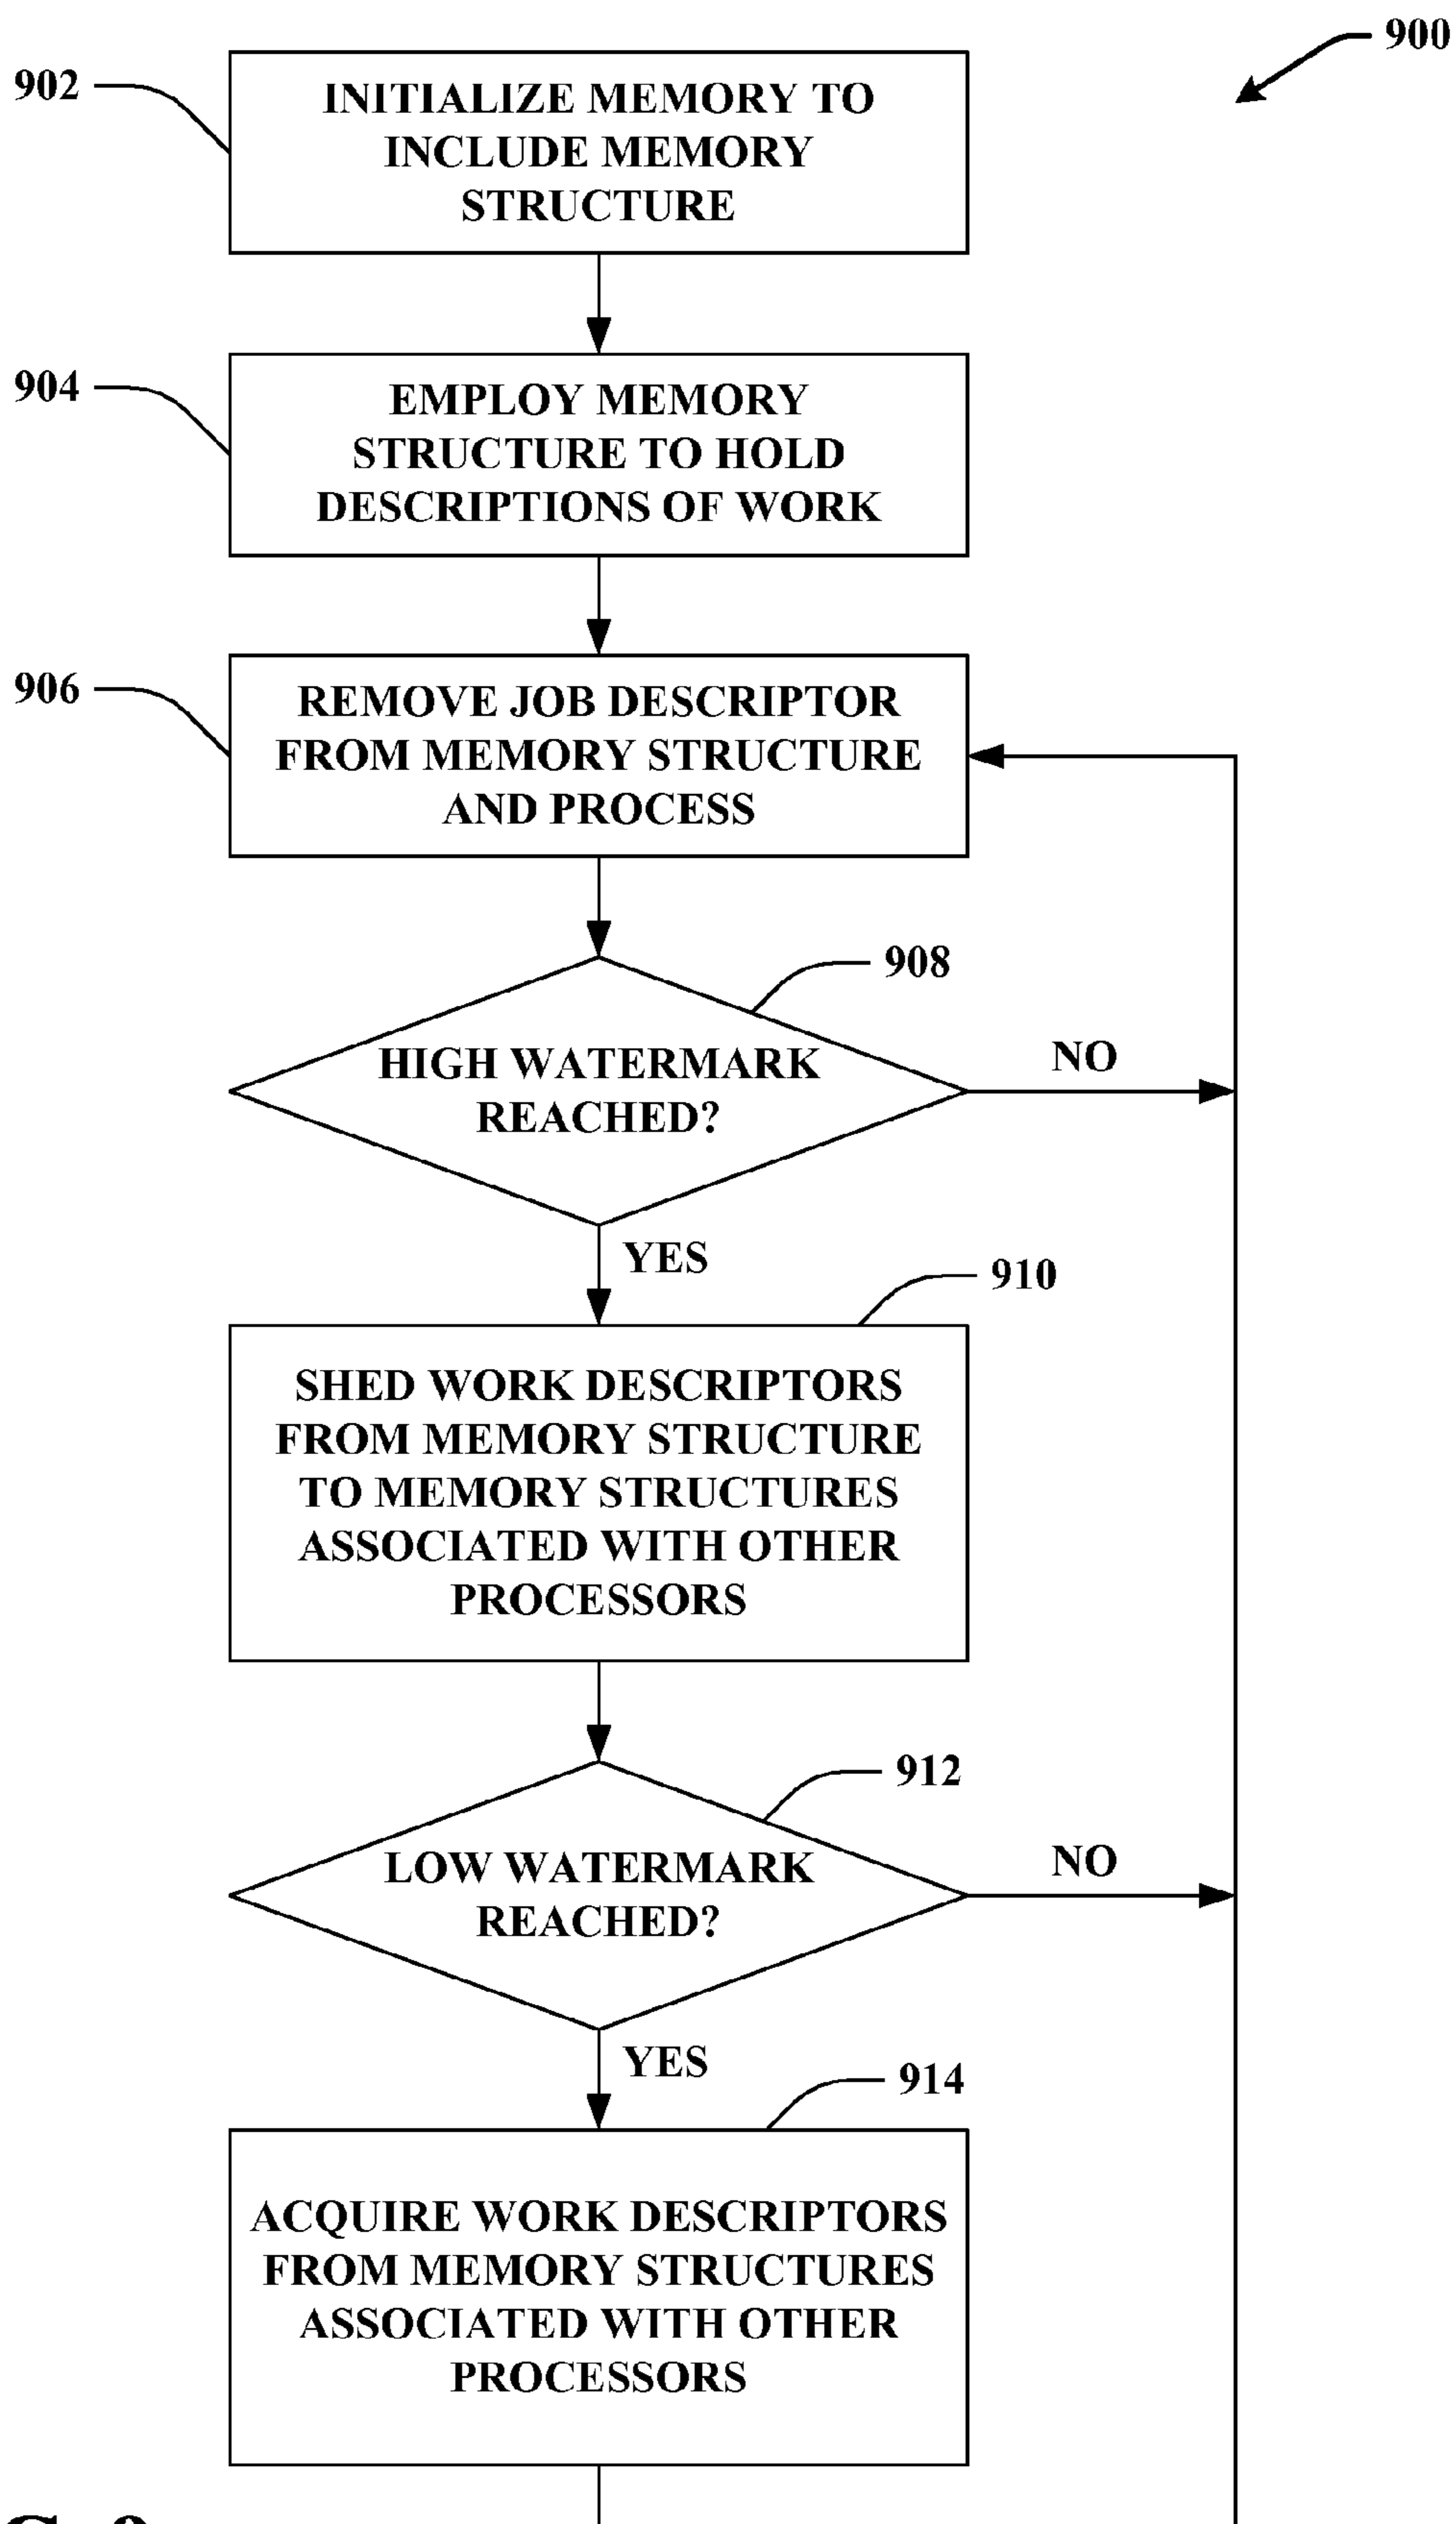 900
902
INITIALIZE MEMORY TO
INCLUDE MEMORY
STRUCTURE
904
EMPLOY MEMORY
STRUCTURE TO HOLD
DESCRIPTIONS OF WORK
906
REMOVE JOB DESCRIPTOR
FROM MEMORY STRUCTURE
AND PROCESS
908
HIGH WATERMARK
REACHED?
NO
YES
910
SHED WORK DESCRIPTORS
FROM MEMORY STRUCTURE
TO MEMORY STRUCTURES
ASSOCIATED WITH OTHER
PROCESSORS
912
LOW WATERMARK
REACHED?
NO
YES
914
ACQUIRE WORK DESCRIPTORS
FROM MEMORY STRUCTURES
ASSOCIATED WITH OTHER
PROCESSORS